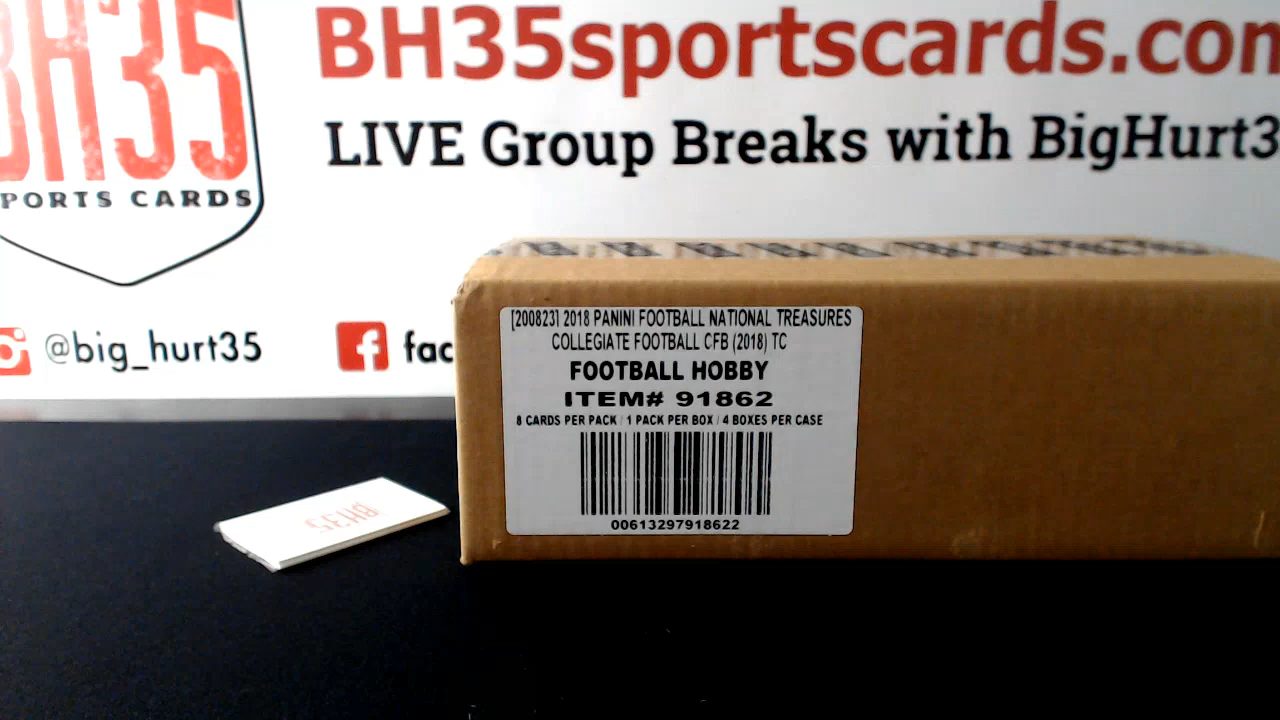 BH35
PORTS CARDS
BH35sportscards.com
LIVE Group Breaks with BigHurt3
@big_hurt35
fac
[200823] 2018 PANINI FOOTBALL NATIONAL TREASURES
COLLEGIATE FOOTBALL CFB (2018) TC
FOOTBALL HOBBY
ITEM# 91862
8 CARDS PER PACK / 1 PACK PER BOX / 4 BOXES PER CASE
00613297918622
BH35